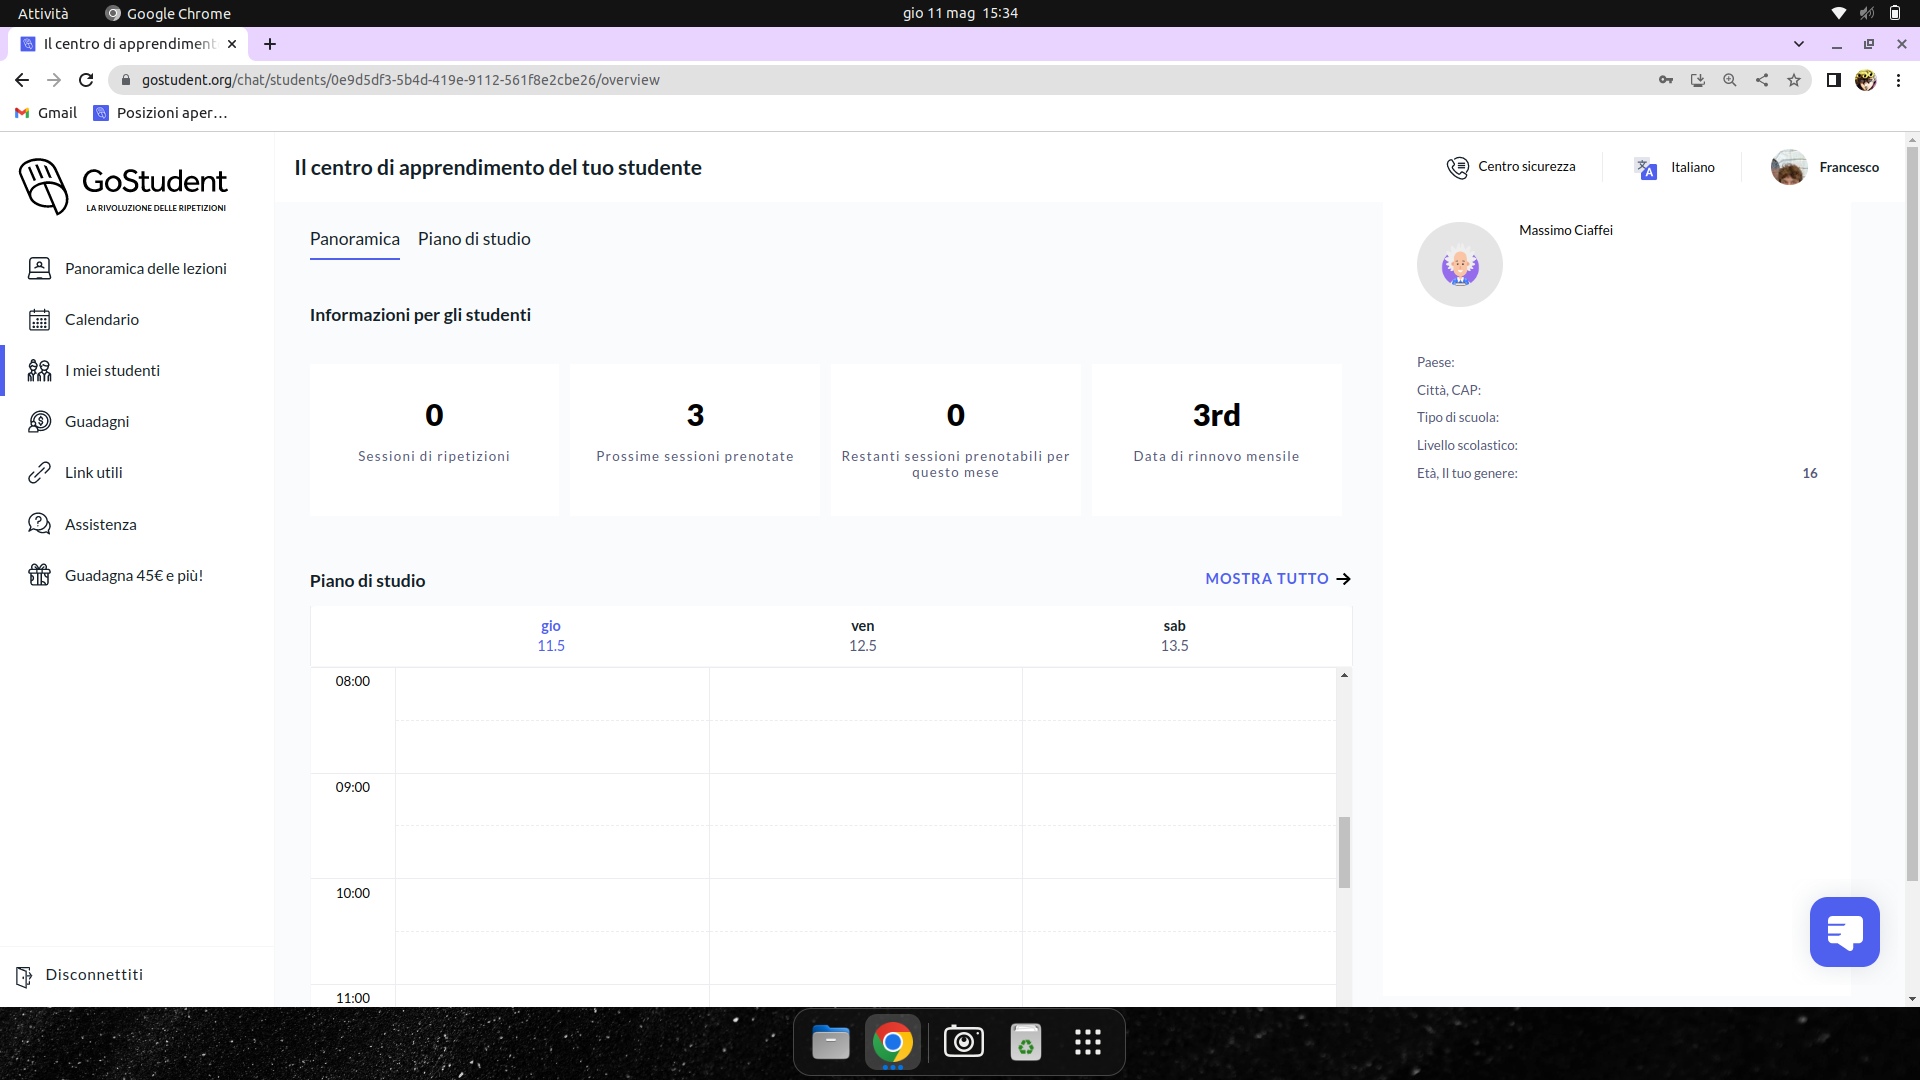 Attività
Google Chrome
gio 11 mag 15:34
Il centro di apprendiment
gostudent.org/chat/students/0e9d5df3-5b4d-419e-9112-561f8e2cbe26/overview
Gmail
Posizioni aper…
GoStudent
LA RIVOLUZIONE DELLE RIPETIZIONI
Panoramica delle lezioni
Calendario
I miei studenti
Guadagni
Link utili
Assistenza
Guadagna 45€ e più!
Disconnettiti
Il centro di apprendimento del tuo studente
Centro sicurezza
Italiano
Francesco
Panoramica
Piano di studio
Informazioni per gli studenti
0
Sessioni di ripetizioni
3
Prossime sessioni prenotate
0
Restanti sessioni prenotabili per
questo mese
3rd
Data di rinnovo mensile
Piano di studio
MOSTRA TUTTO
gio
11.5
ven
12.5
sab
13.5
08:00
09:00
10:00
11:00
Massimo Ciaffei
Paese:
Città, CAP:
Tipo di scuola:
Livello scolastico:
Età, Il tuo genere:
16